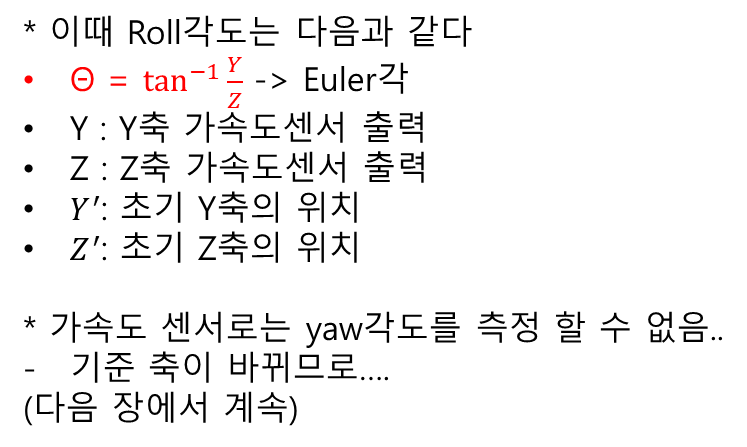 * 이때 Roll각도는 다음과 같다
• Θ = tan⁻¹ Y/Z -> Euler각
• Y : Y축 가속도센서 출력
• Z : Z축 가속도센서 출력
• Y′: 초기 Y축의 위치
• Z′: 초기 Z축의 위치
* 가속도 센서로는 yaw각도를 측정 할 수 없음..
- 기준 축이 바뀌므로....
(다음 장에서 계속)